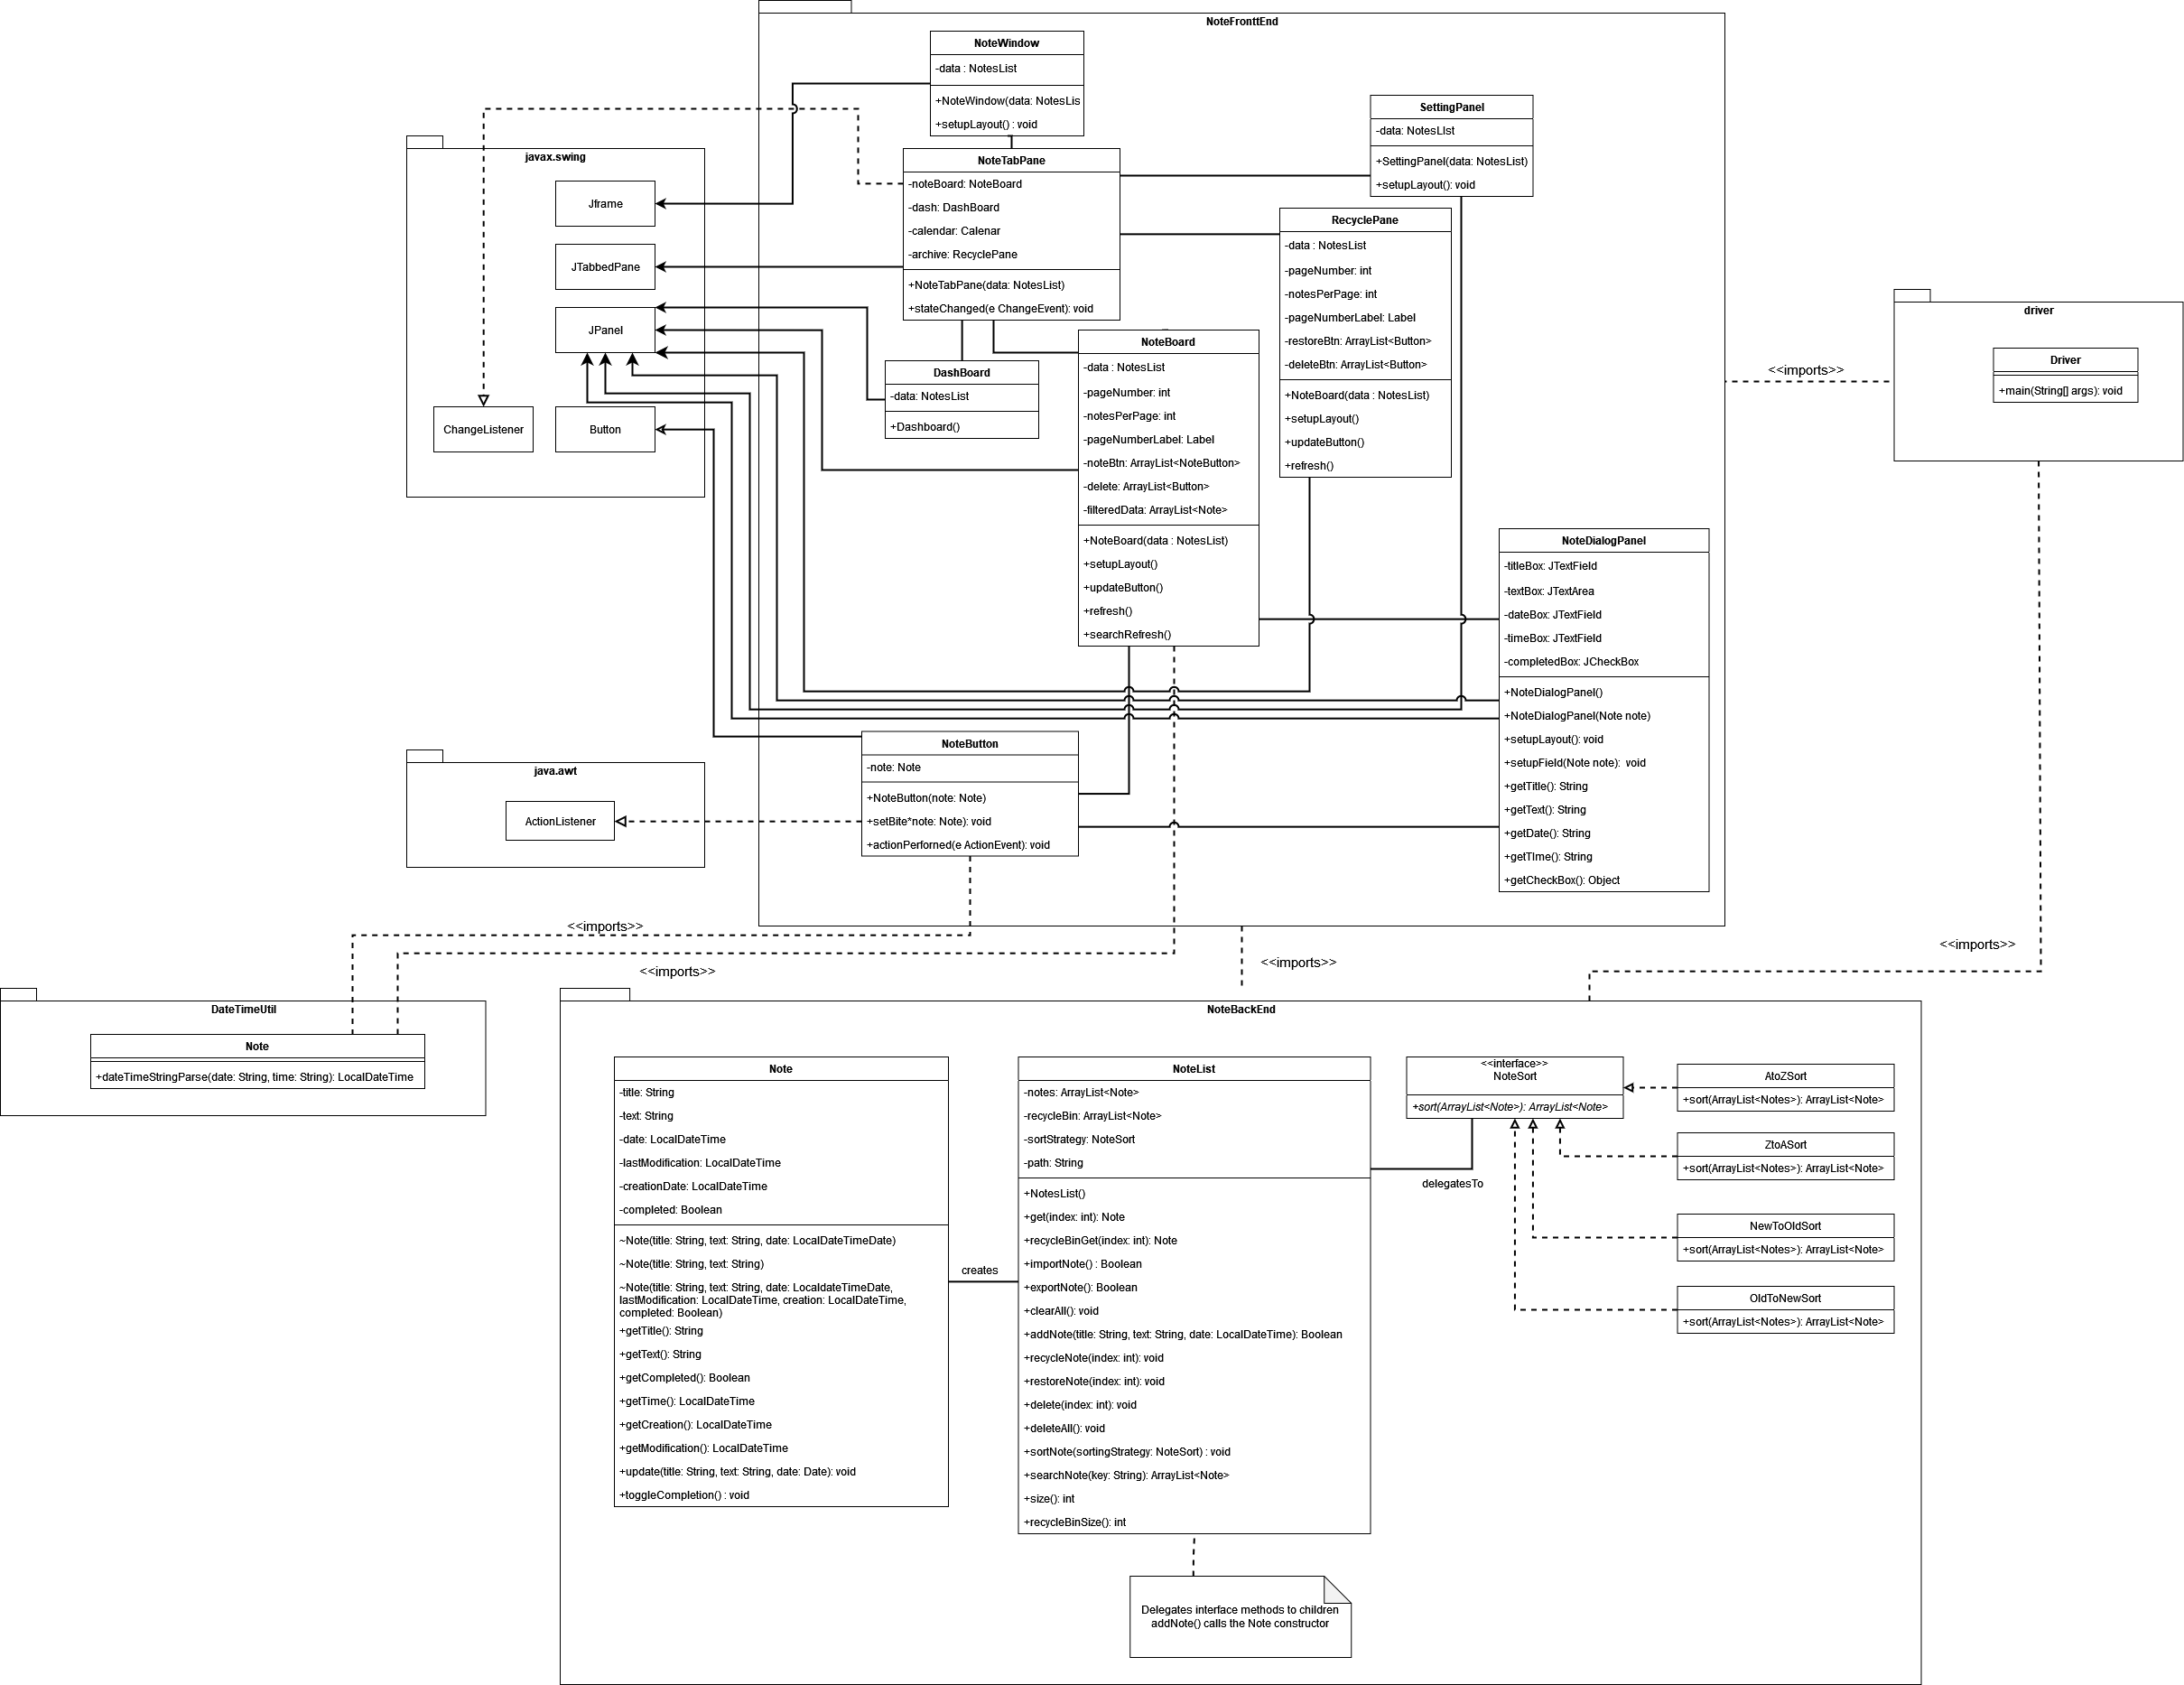 NoteFronttEnd
NoteWindow
-data : NotesList
+NoteWindow(data: NotesLis
+setupLayout() : void
SettingPanel
-data: NotesLIst
+SettingPanel(data: NotesList)
+setupLayout(): void
javax.swing
Jframe
JTabbedPane
JPanel
ChangeListener
Button
NoteTabPane
-noteBoard: NoteBoard
-dash: DashBoard
-calendar: Calenar
-archive: RecyclePane
+NoteTabPane(data: NotesList)
+stateChanged(e ChangeEvent): void
RecyclePane
-data : NotesList
-pageNumber: int
-notesPerPage: int
-pageNumberLabel: Label
-restoreBtn: ArrayList<Button>
-deleteBtn: ArrayList<Button>
+NoteBoard(data : NotesList)
+setupLayout()
+updateButton()
+refresh()
DashBoard
-data: NotesList
+Dashboard()
NoteBoard
-data : NotesList
-pageNumber: int
-notesPerPage: int
-pageNumberLabel: Label
-noteBtn: ArrayList<NoteButton>
-delete: ArrayList<Button>
-filteredData: ArrayList<Note>
+NoteBoard(data : NotesList)
+setupLayout()
+updateButton()
+refresh()
+searchRefresh()
driver
<<imports>>
Driver
+main(String[] args): void
NoteDialogPanel
-titleBox: JTextField
-textBox: JTextArea
-dateBox: JTextField
-timeBox: JTextField
-completedBox: JCheckBox
+NoteDialogPanel()
+NoteDialogPanel(Note note)
+setupLayout(): void
+setupField(Note note):  void
+getTitle(): String
+getText(): String
+getDate(): String
+getTIme(): String
+getCheckBox(): Object
java.awt
ActionListener
NoteButton
-note: Note
+NoteButton(note: Note)
+setBite*note: Note): void
+actionPerforned(e ActionEvent): void
<<imports>>
<<imports>>
<<imports>>
<<imports>>
DateTimeUtil
Note
+dateTimeStringParse(date: String, time: String): LocalDateTime
NoteBackEnd
Note
-title: String
-text: String
-date: LocalDateTime
-lastModification: LocalDateTime
-creationDate: LocalDateTime
-completed: Boolean
~Note(title: String, text: String, date: LocalDateTimeDate)
~Note(title: String, text: String)
~Note(title: String, text: String, date: LocaldateTimeDate,
lastModification: LocalDateTime, creation: LocalDateTime,
completed: Boolean)
+getTitle(): String
+getText(): String
+getCompleted(): Boolean
+getTime(): LocalDateTime
+getCreation(): LocalDateTime
+getModification(): LocalDateTime
+update(title: String, text: String, date: Date): void
+toggleCompletion() : void
creates
NoteList
-notes: ArrayList<Note>
-recycleBin: ArrayList<Note>
-sortStrategy: NoteSort
-path: String
+NotesList()
+get(index: int): Note
+recycleBinGet(index: int): Note
+importNote() : Boolean
+exportNote(): Boolean
+clearAll(): void
+addNote(title: String, text: String, date: LocalDateTime): Boolean
+recycleNote(index: int): void
+restoreNote(index: int): void
+delete(index: int): void
+deleteAll(): void
+sortNote(sortingStrategy: NoteSort) : void
+searchNote(key: String): ArrayList<Note>
+size(): int
+recycleBinSize(): int
<<interface>>
NoteSort
+sort(ArrayList<Note>): ArrayList<Note>
delegatesTo
AtoZSort
+sort(ArrayList<Notes>): ArrayList<Note>
ZtoASort
+sort(ArrayList<Notes>): ArrayList<Note>
NewToOldSort
+sort(ArrayList<Notes>): ArrayList<Note>
OldToNewSort
+sort(ArrayList<Notes>): ArrayList<Note>
Delegates interface methods to children
addNote() calls the Note constructor